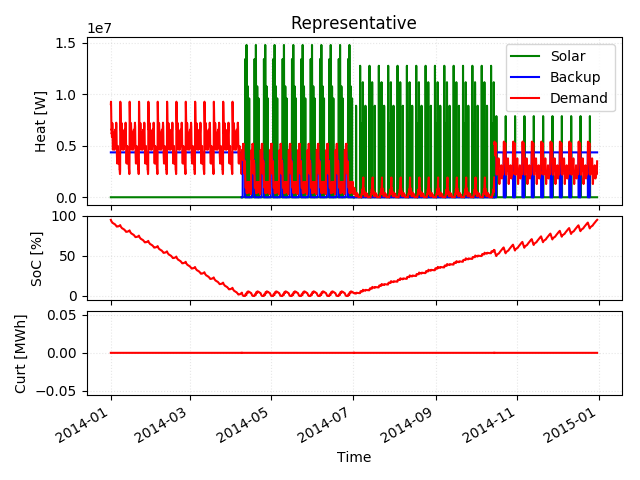 Representative
1e7
1.5
1.0
0.5
0.0
Heat [W]
Solar
Backup
Demand
100
50
0
SoC [%]
0.05
0.00
−0.05
Curt [MWh]
2014-01
2014-03
2014-05
2014-07
2014-09
2014-11
2015-01
Time